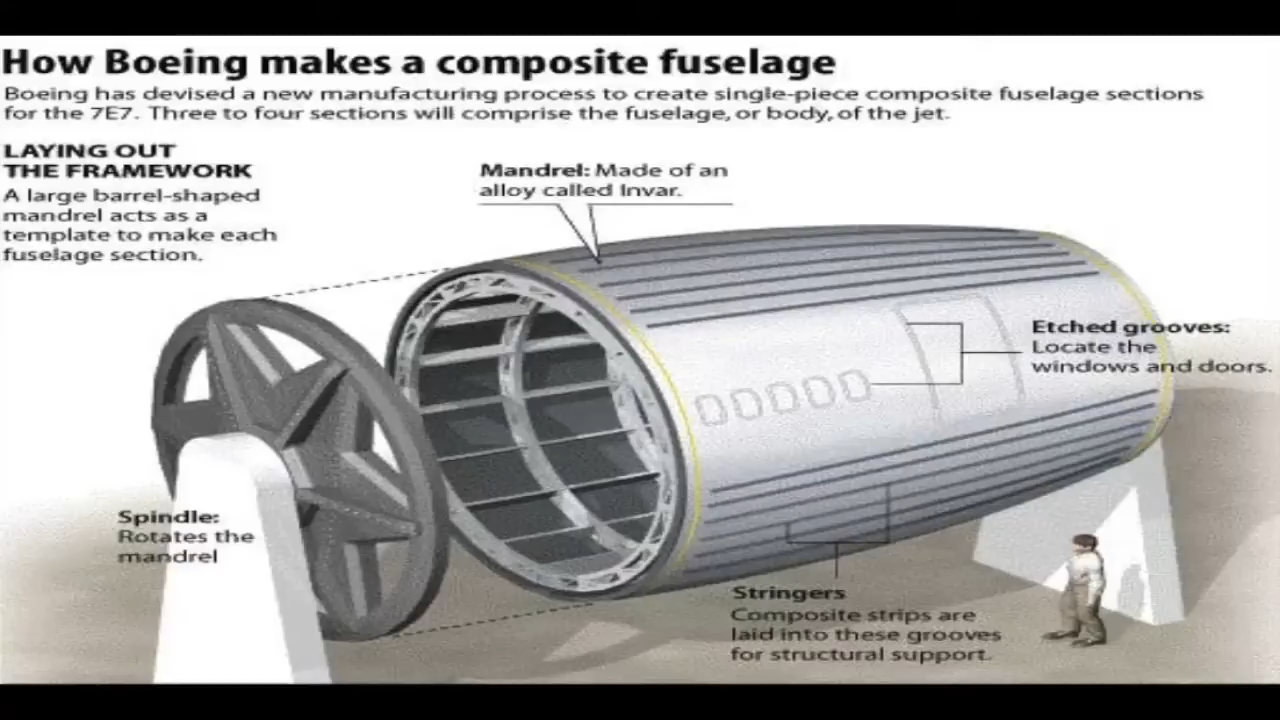 How Boeing makes a composite fuselage
Boeing has devised a new manufacturing process to create single-piece composite fuselage sections
for the 7E7. Three to four sections will comprise the fuselage, or body, of the jet.
LAYING OUT
THE FRAMEWORK
A large barrel-shaped
mandrel acts as a
template to make each
fuselage section.
Mandrel: Made of an
alloy called Invar.
Etched grooves:
Locate the
windows and doors.
Spindle:
Rotates the
mandrel
Stringers
Composite strips are
laid into these grooves
for structural support.